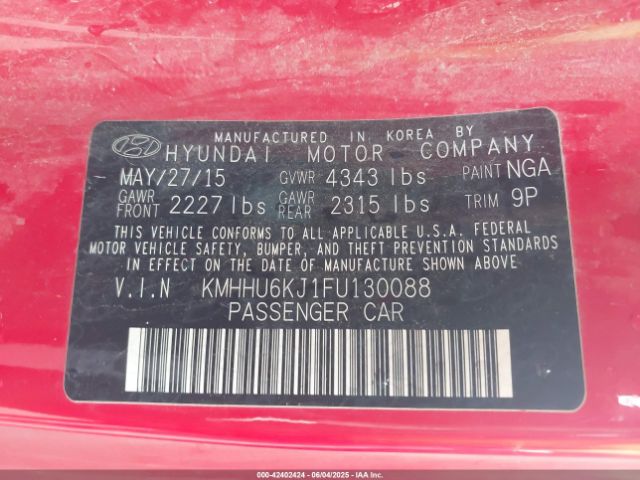 MANUFACTURED IN KOREA BY
HYUNDAI MOTOR COMPANY
MAY/27/15 GVWR 4343 lbs PAINT NGA
GAWR FRONT 2227 lbs GAWR REAR 2315 lbs TRIM 9P
THIS VEHICLE CONFORMS TO ALL APPLICABLE U.S.A. FEDERAL
MOTOR VEHICLE SAFETY, BUMPER, AND THEFT PREVENTION STANDARDS
IN EFFECT ON THE DATE OF MANUFACTURE SHOWN ABOVE.
V.I.N KMHHU6KJ1FU130088
PASSENGER CAR
000-42402424 | 06/04/2025 - IAAI.COM